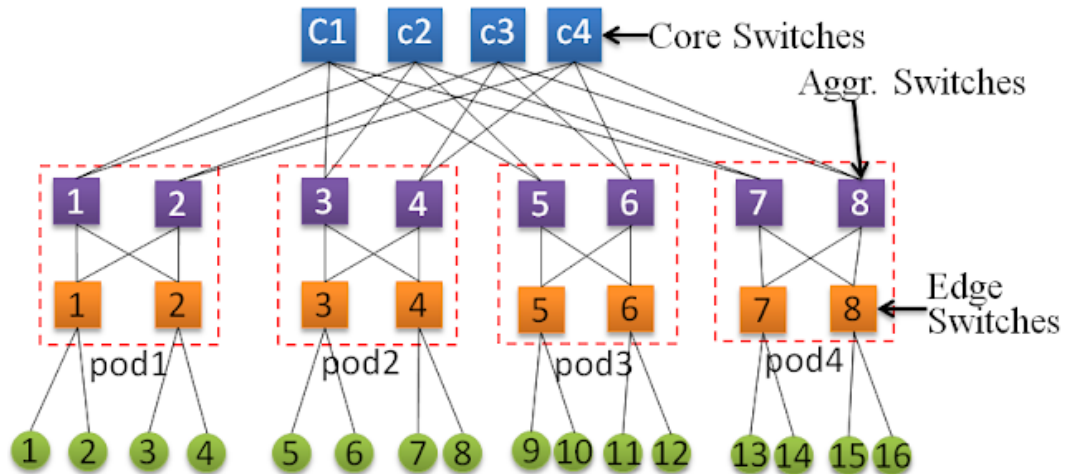 C1 c2 c3 c4 Core Switches
Aggr. Switches
1 2 3 4 5 6 7 8
1 2 3 4 5 6 7 8 Edge
Switches
pod1 pod2 pod3 pod4
1 2 3 4 5 6 7 8 9 10 11 12 13 14 15 16